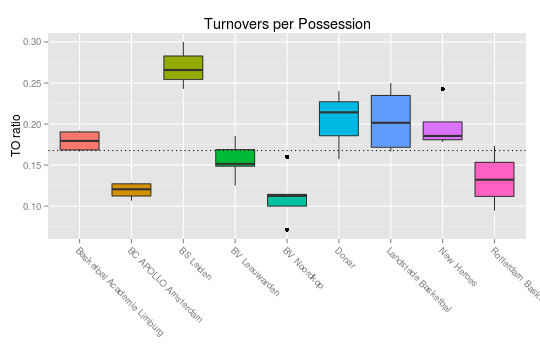 Turnovers per Possession
TO ratio
0.30
0.25
0.20
0.15
0.10
Basketbal Academie Limburg
BC APOLLO Amsterdam
BS Leiden
BV Leeuwarden
BV Noordkop
Donar
Landstede Basketbal
New Heroes
Rotterdam Bask